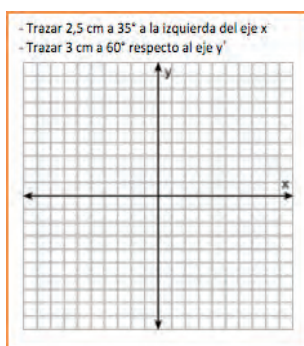 - Trazar 2,5 cm a 35° a la izquierda del eje x
- Trazar 3 cm a 60° respecto al eje y'
y
x